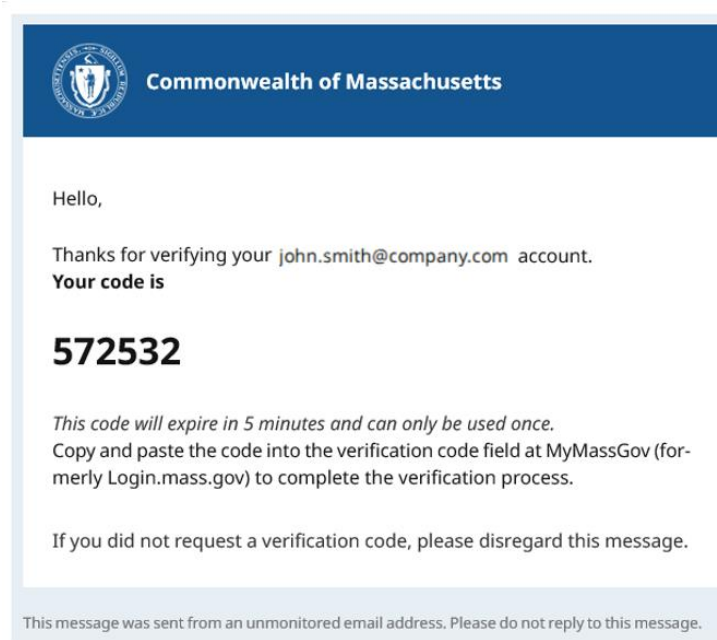 Commonwealth of Massachusetts
Hello,
Thanks for verifying your john.smith@company.com account.
Your code is
572532
This code will expire in 5 minutes and can only be used once.
Copy and paste the code into the verification code field at MyMassGov (for-
merly Login.mass.gov) to complete the verification process.
If you did not request a verification code, please disregard this message.
This message was sent from an unmonitored email address. Please do not reply to this message.